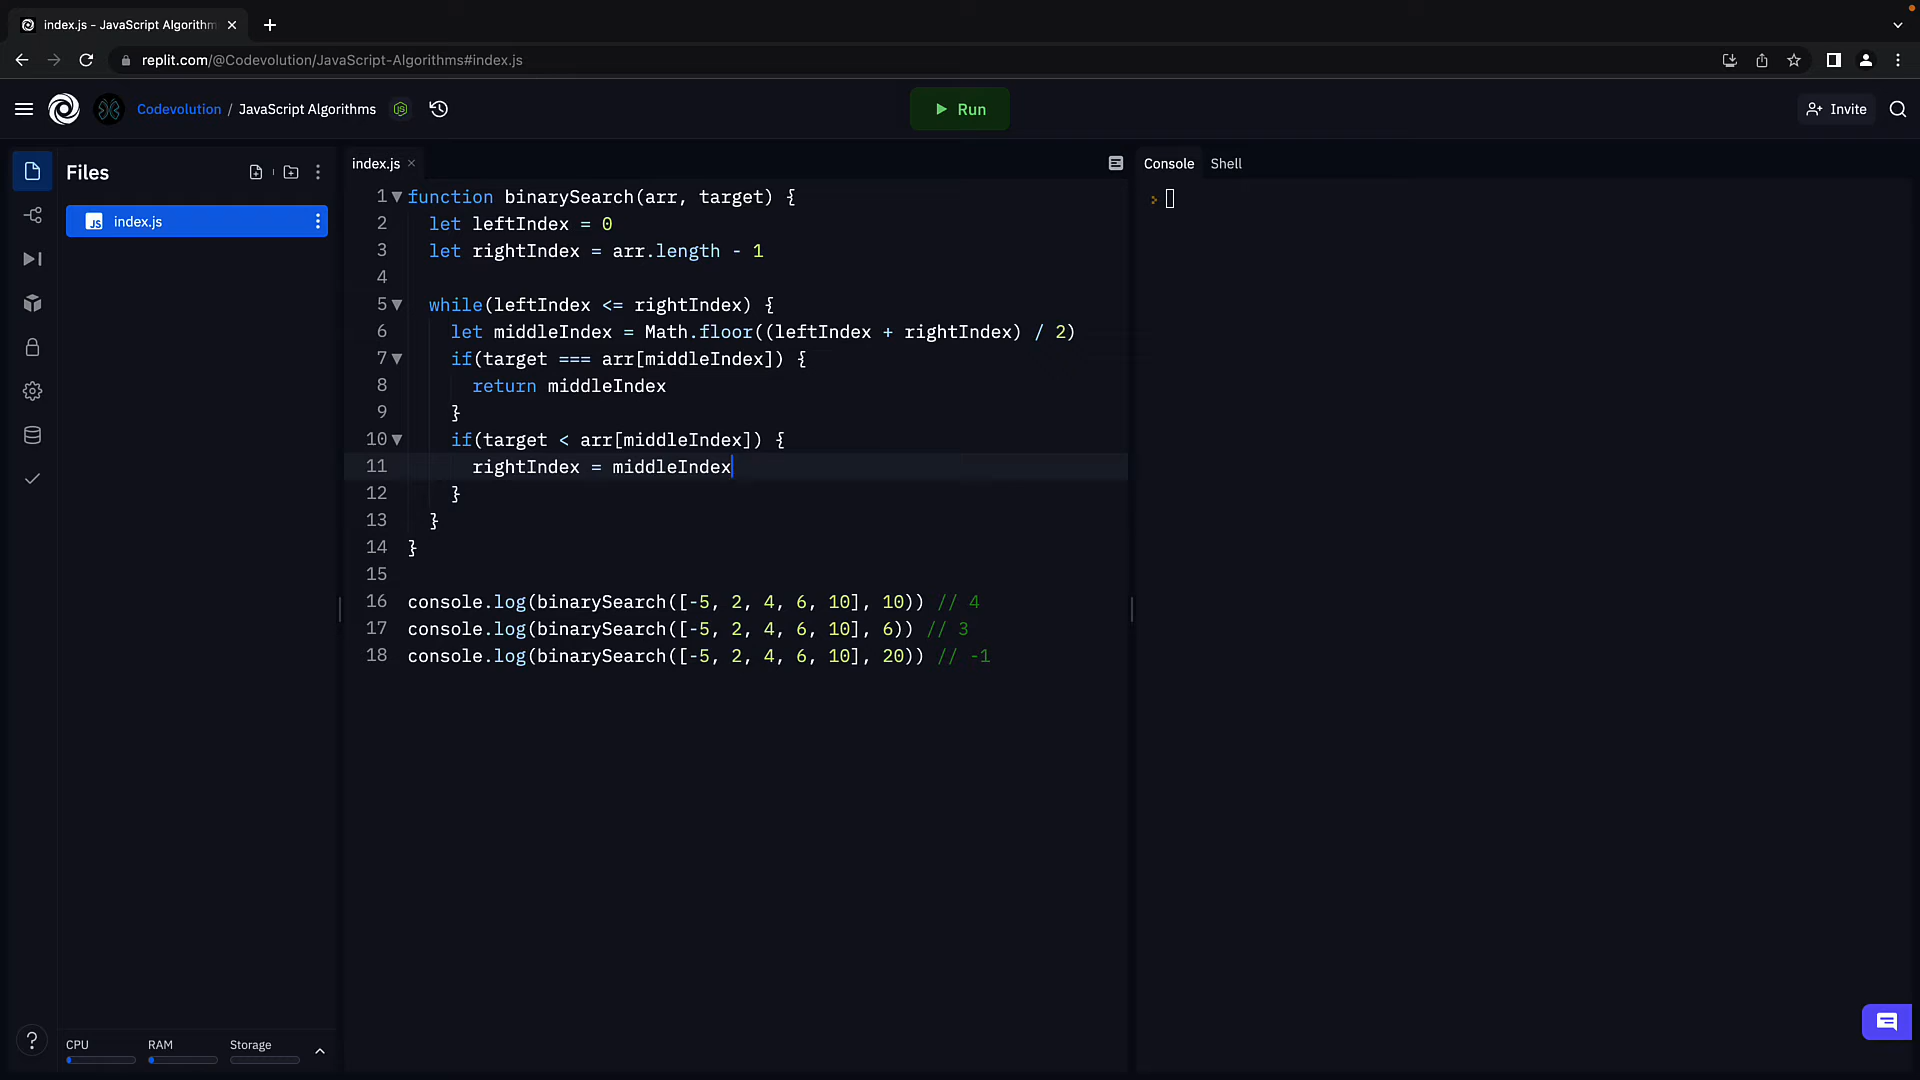 index.js - JavaScript Algorithm
replit.com/@Codevolution/JavaScript-Algorithms#index.js
Codevolution / JavaScript Algorithms
Run
Invite
Files
index.js
index.js
Console
Shell
1 function binarySearch(arr, target) {
2 let leftIndex = 0
3 let rightIndex = arr.length - 1
4
5 while(leftIndex <= rightIndex) {
6 let middleIndex = Math.floor((leftIndex + rightIndex) / 2)
7 if(target === arr[middleIndex]) {
8 return middleIndex
9 }
10 if(target < arr[middleIndex]) {
11 rightIndex = middleIndex
12 }
13 }
14 }
15
16 console.log(binarySearch([-5, 2, 4, 6, 10], 10)) // 4
17 console.log(binarySearch([-5, 2, 4, 6, 10], 6)) // 3
18 console.log(binarySearch([-5, 2, 4, 6, 10], 20)) // -1
CPU
RAM
Storage